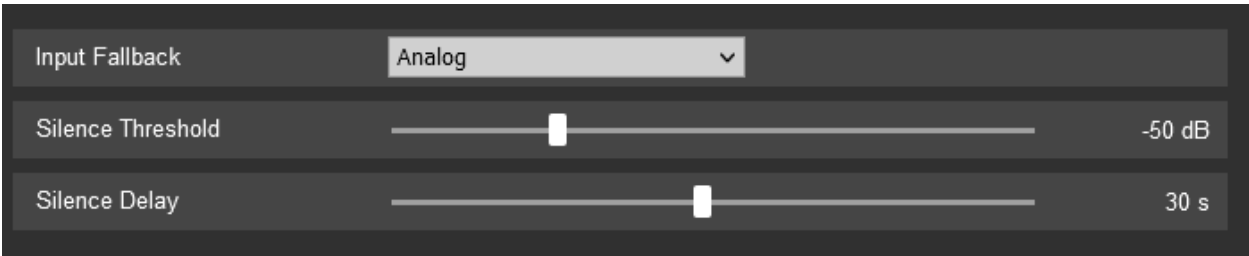 Input Fallback Analog
Silence Threshold -50 dB
Silence Delay 30 s